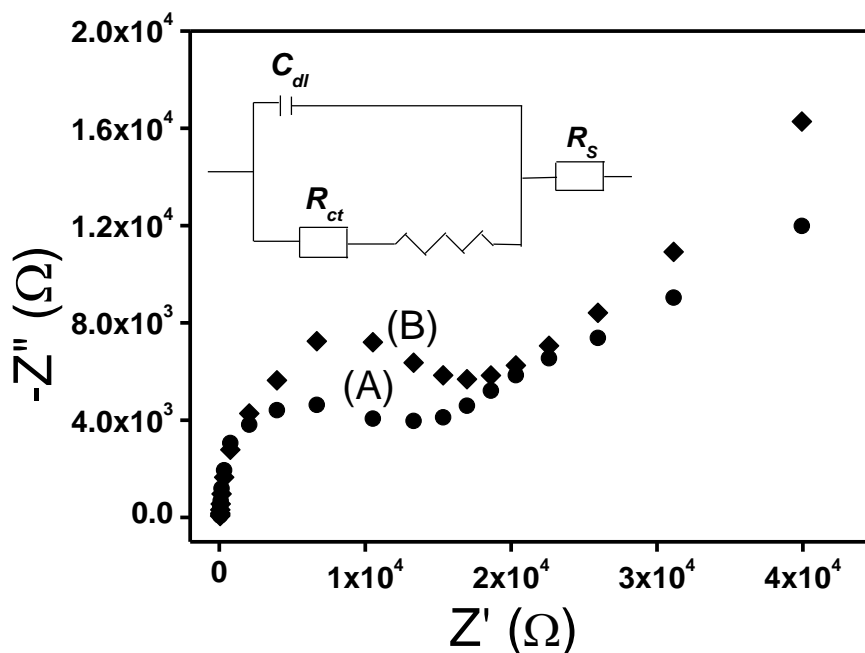 2.0x10⁴
1.6x10⁴
1.2x10⁴
8.0x10³
4.0x10³
0.0
-Z" (Ω)
C_dl
R_ct
R_S
(B)
(A)
0 1x10⁴ 2x10⁴ 3x10⁴ 4x10⁴
Z' (Ω)